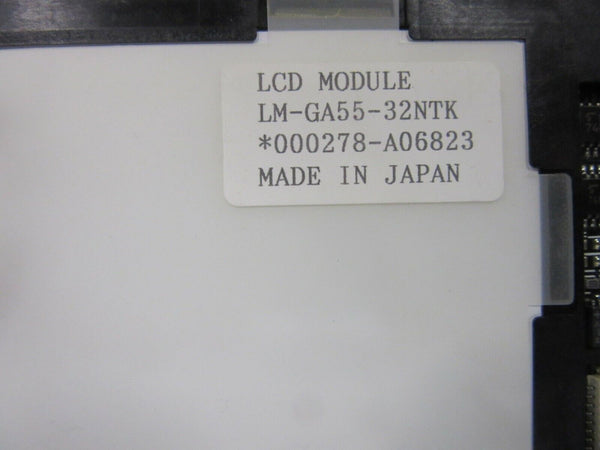 LCD MODULE
LM-GA55-32NTK
*000278-A06823
MADE IN JAPAN